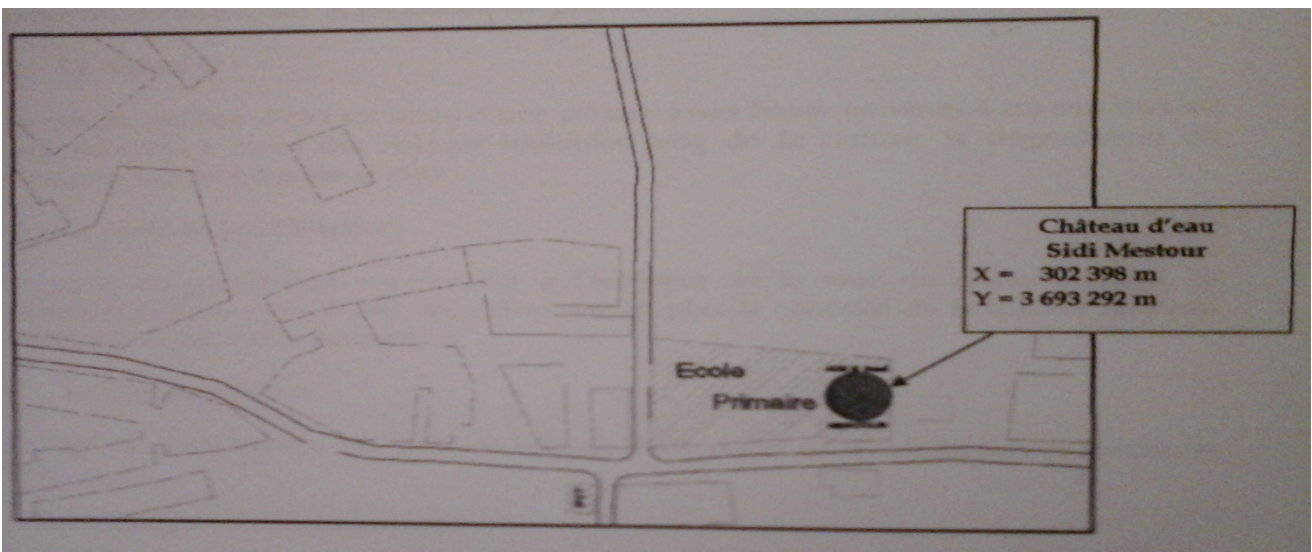 Château d'eau
Sidi Mestour
X = 302 398 m
Y = 3 693 292 m
Ecole
Primaire